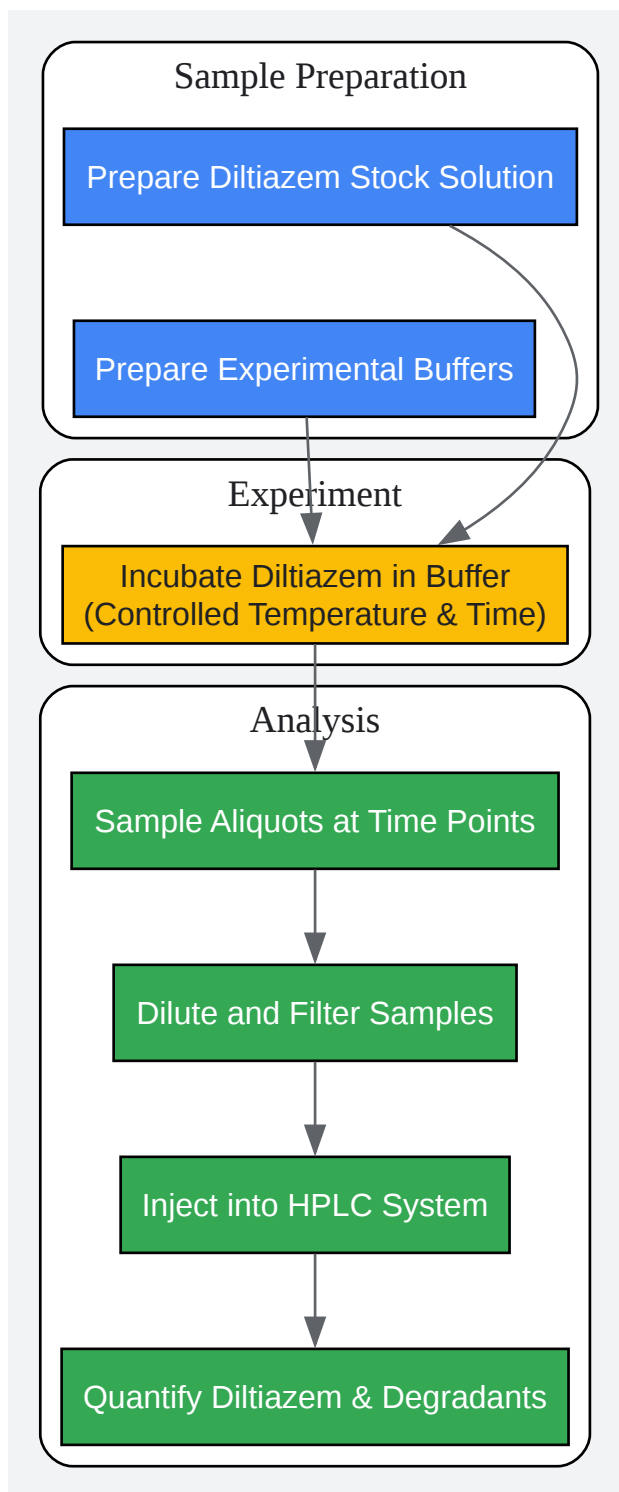 Sample Preparation
Prepare Diltiazem Stock Solution
Prepare Experimental Buffers
Experiment
Incubate Diltiazem in Buffer
(Controlled Temperature & Time)
Analysis
Sample Aliquots at Time Points
Dilute and Filter Samples
Inject into HPLC System
Quantify Diltiazem & Degradants